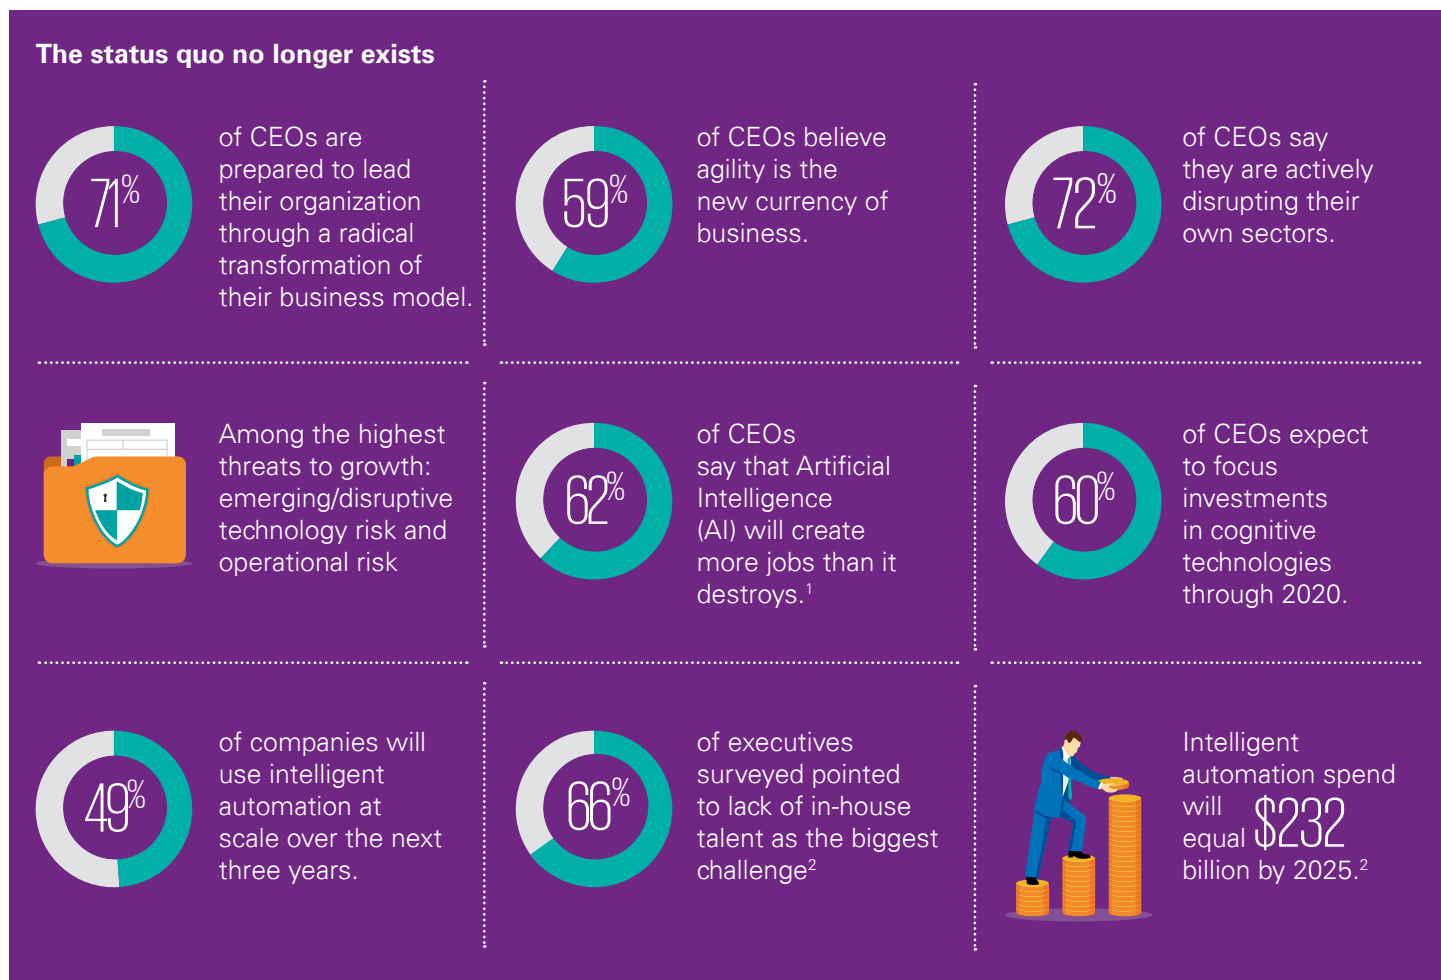 The status quo no longer exists
71%
of CEOs are
prepared to lead
their organization
through a radical
transformation of
their business model.
59%
of CEOs believe
agility is the
new currency of
business.
72%
of CEOs say
they are actively
disrupting their
own sectors.
Among the highest
threats to growth:
emerging/disruptive
technology risk and
operational risk
62%
of CEOs
say that Artificial
Intelligence
(AI) will create
more jobs than it
destroys.1
60%
of CEOs expect
to focus
investments
in cognitive
technologies
through 2020.
49%
of companies will
use intelligent
automation at
scale over the next
three years.
66%
of executives
surveyed pointed
to lack of in-house
talent as the biggest
challenge2
Intelligent
automation spend
will
equal $232
billion by 2025.2